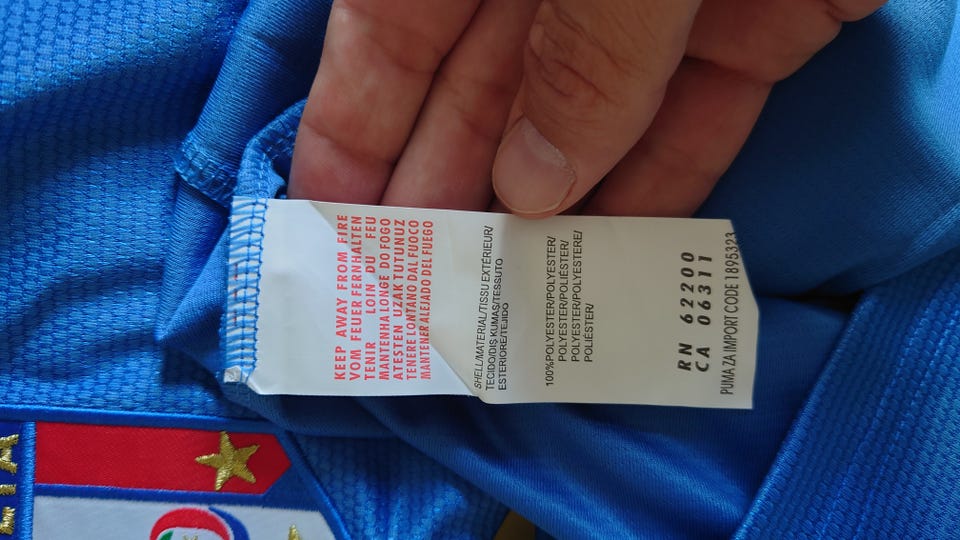 KEEP AWAY FROM FIRE
VOM FEUER FERNHALTEN
TENIR LOIN DU FEU
MANTENHA LONGE DO FOGO
ATESTEN UZAK TUTUNUZ
TENERE LONTANO DAL FUOCO
MANTENER ALEJADO DEL FUEGO
SHELL/MATERIAL/TISSU EXTÉRIEUR/
TECIDO/DIŞ KUMAS/TESSUTO
ESTERIORE/TEJIDO
100%POLYESTER/POLYESTER/
POLYESTER/POLIÉSTER/
POLYESTER/POLYESTERE/
POLIÉSTER/
RN 62200
CA 06311
PUMA ZA IMPORT CODE 1895323